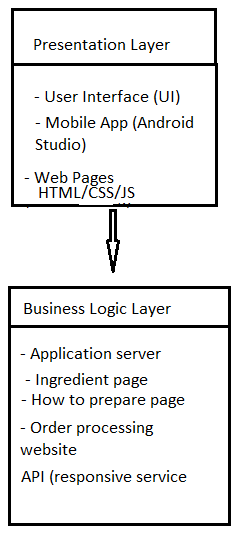 Presentation Layer
- User Interface (UI)
- Mobile App (Android
Studio)
- Web Pages
HTML/CSS/JS
Business Logic Layer
- Application server
- Ingredient page
- How to prepare page
- Order processing
website
API (responsive service